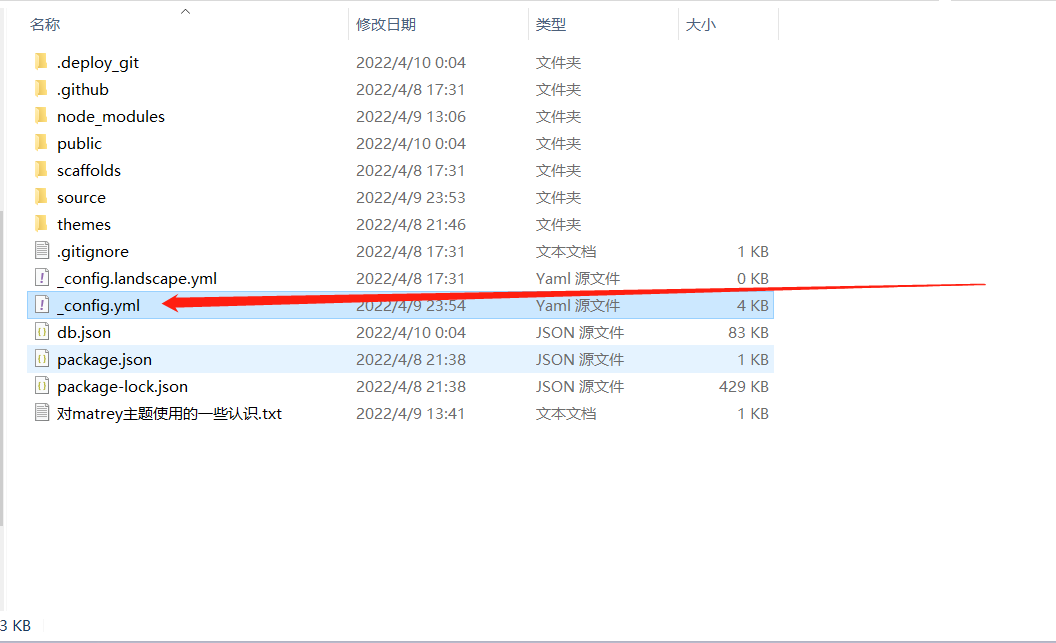 名称 修改日期 类型 大小
.deploy_git 2022/4/10 0:04 文件夹
.github 2022/4/8 17:31 文件夹
node_modules 2022/4/9 13:06 文件夹
public 2022/4/10 0:04 文件夹
scaffolds 2022/4/8 17:31 文件夹
source 2022/4/9 23:53 文件夹
themes 2022/4/8 21:46 文件夹
.gitignore 2022/4/8 17:31 文本文档 1 KB
_config.landscape.yml 2022/4/8 17:31 Yaml 源文件 0 KB
_config.yml 2022/4/9 23:54 Yaml 源文件 4 KB
db.json 2022/4/10 0:04 JSON 源文件 83 KB
package.json 2022/4/8 21:38 JSON 源文件 1 KB
package-lock.json 2022/4/8 21:38 JSON 源文件 429 KB
对matrey主题使用的一些认识.txt 2022/4/9 13:41 文本文档 1 KB
3 KB